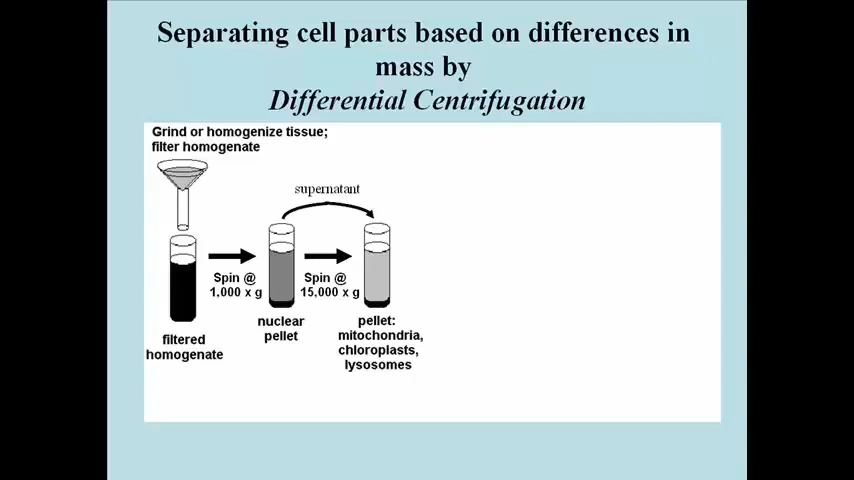 Separating cell parts based on differences in
mass by
Differential Centrifugation
Grind or homogenize tissue;
filter homogenate
supernatant
Spin @
1,000 x g
Spin @
15,000 x g
filtered
homogenate
nuclear
pellet
pellet:
mitochondria,
chloroplasts,
lysosomes